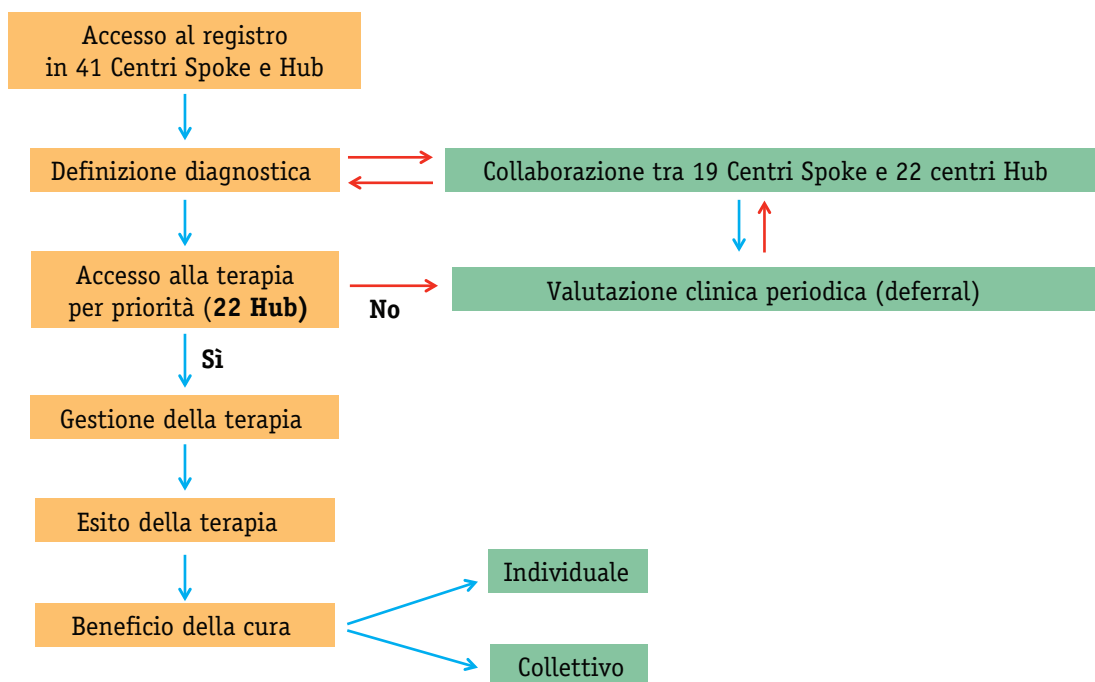 Accesso al registro
in 41 Centri Spoke e Hub
Definizione diagnostica
Collaborazione tra 19 Centri Spoke e 22 centri Hub
Accesso alla terapia
per priorità (22 Hub)
No
Valutazione clinica periodica (deferral)
Sì
Gestione della terapia
Esito della terapia
Individuale
Beneficio della cura
Collettivo